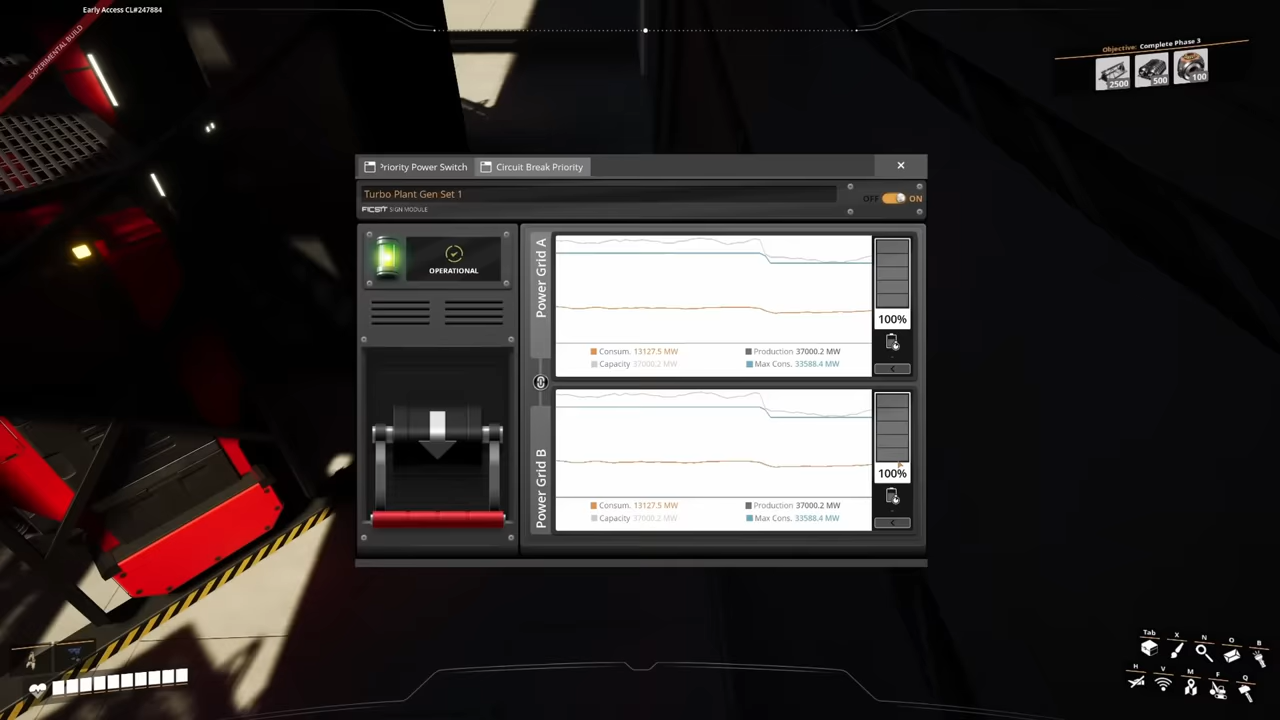 Early Access CL#247884
EXPERIMENTAL BUILD
Objective: Complete Phase 3
2500
500
100
Priority Power Switch
Circuit Break Priority
Turbo Plant Gen Set 1
FICSIT SIGN MODULE
OFF
ON
OPERATIONAL
Power Grid A
Consum. 13127.5 MW
Production 37000.2 MW
Capacity 37000.2 MW
Max Cons. 33588.4 MW
100%
Power Grid B
Consum. 13127.5 MW
Production 37000.2 MW
Capacity 37000.2 MW
Max Cons. 33588.4 MW
100%
Tab X N O B
H V M F Q